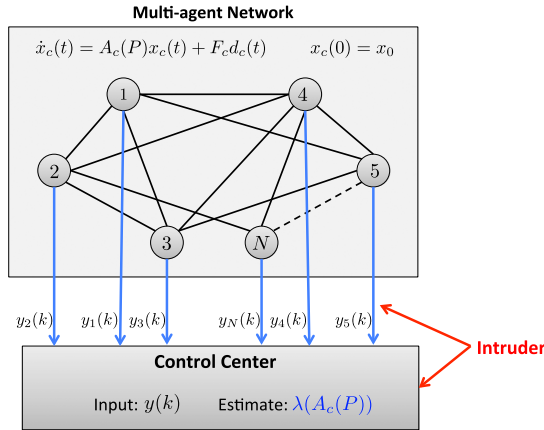 Multi-agent Network
ẋ_c(t) = A_c(P)x_c(t) + F_c d_c(t)    x_c(0) = x_0
1 4
2 5
3 N
y_2(k) y_1(k) y_3(k) y_N(k) y_4(k) y_5(k)
Intruder
Control Center
Input: y(k)    Estimate: λ(A_c(P))